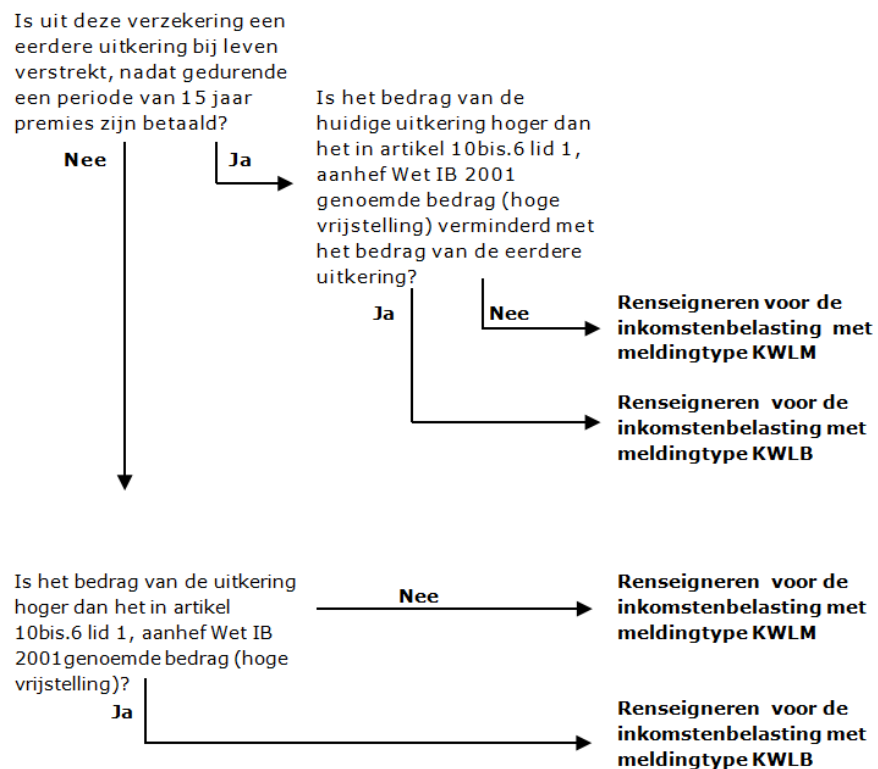 Is uit deze verzekering een
eerdere uitkering bij leven
verstrekt, nadat gedurende
een periode van 15 jaar
premies zijn betaald?
Nee
Ja
Is het bedrag van de
huidige uitkering hoger dan
het in artikel 10bis.6 lid 1,
aanhef Wet IB 2001
genoemde bedrag (hoge
vrijstelling) verminderd met
het bedrag van de eerdere
uitkering?
Ja
Nee
Renseigneren voor de
inkomstenbelasting met
meldingtype KWLM
Renseigneren voor de
inkomstenbelasting met
meldingtype KWLB
Is het bedrag van de uitkering
hoger dan het in artikel
10bis.6 lid 1, aanhef Wet IB
2001genoemde bedrag (hoge
vrijstelling)?
Nee
Ja
Renseigneren voor de
inkomstenbelasting met
meldingtype KWLM
Renseigneren voor de
inkomstenbelasting met
meldingtype KWLB